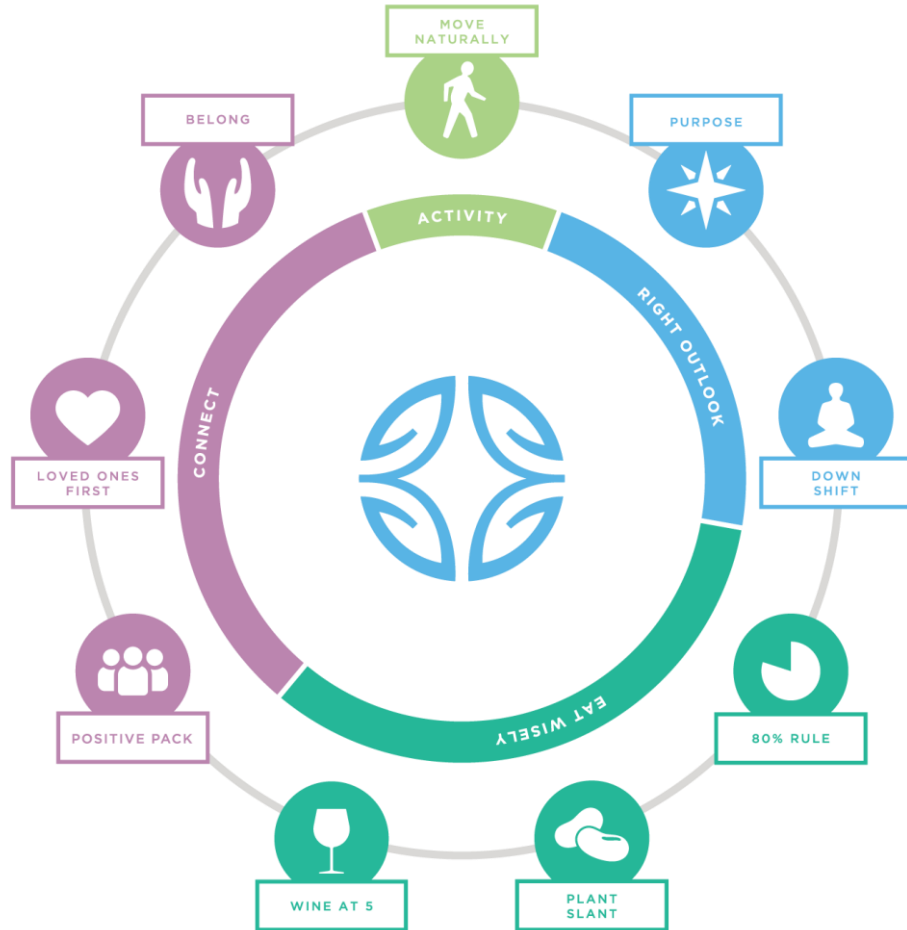 MOVE
NATURALLY
BELONG
PURPOSE
ACTIVITY
RIGHT OUTLOOK
CONNECT
LOVED ONES
FIRST
DOWN
SHIFT
EAT WISELY
POSITIVE PACK
80% RULE
WINE AT 5
PLANT
SLANT